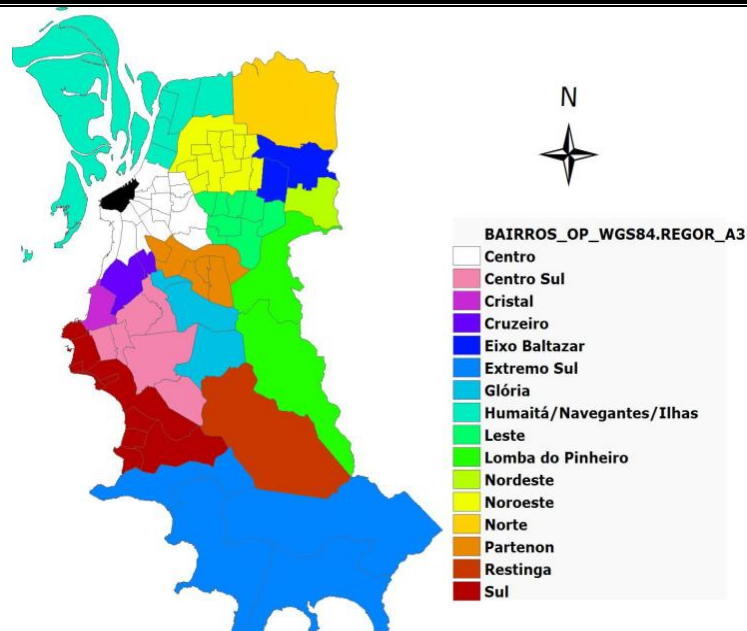 N
BAIRROS_OP_WGS84.REGOR_A3
Centro
Centro Sul
Cristal
Cruzeiro
Eixo Baltazar
Extremo Sul
Glória
Humaitá/Navegantes/Ilhas
Leste
Lomba do Pinheiro
Nordeste
Noroeste
Norte
Partenon
Restinga
Sul